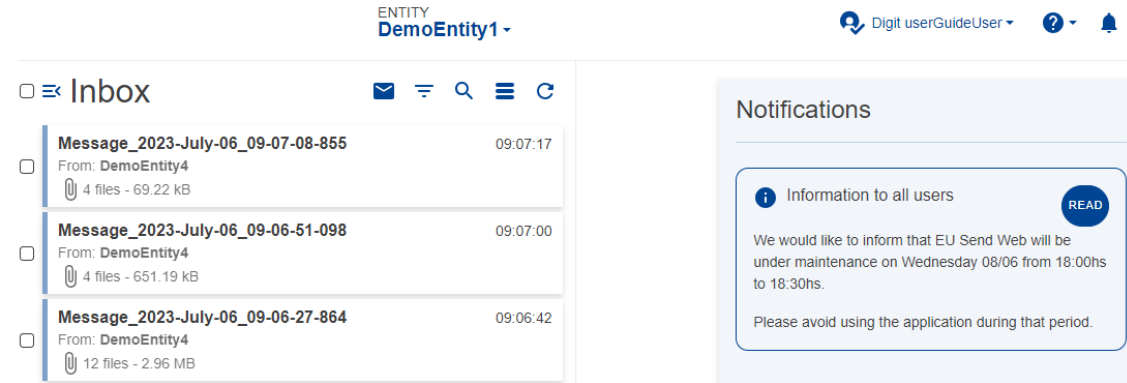 ENTITY
DemoEntity1
Digit userGuideUser
Inbox
Message_2023-July-06_09-07-08-855 09:07:17
From: DemoEntity4
4 files - 69.22 kB
Message_2023-July-06_09-06-51-098 09:07:00
From: DemoEntity4
4 files - 651.19 kB
Message_2023-July-06_09-06-27-864 09:06:42
From: DemoEntity4
12 files - 2.96 MB
Notifications
Information to all users
READ
We would like to inform that EU Send Web will be
under maintenance on Wednesday 08/06 from 18:00hs
to 18:30hs.
Please avoid using the application during that period.